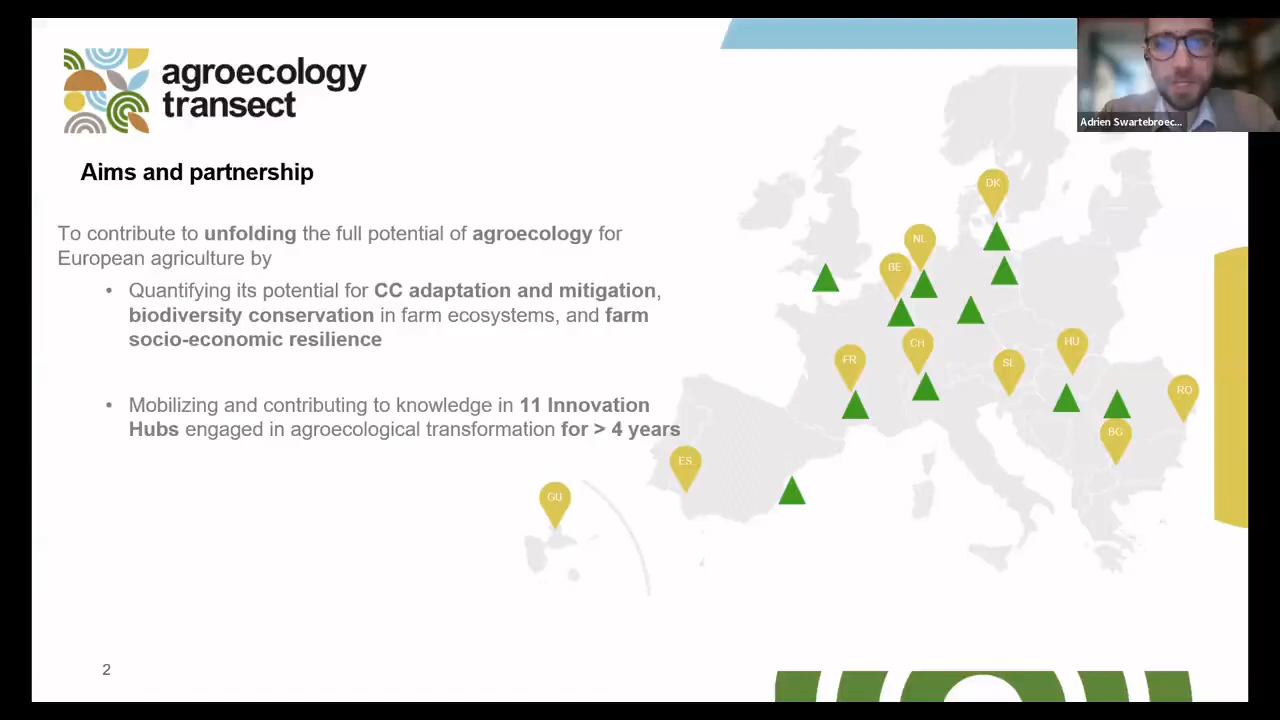 agroecology
transect
Adrien Swartebroec...
Aims and partnership
To contribute to unfolding the full potential of agroecology for
European agriculture by
• Quantifying its potential for CC adaptation and mitigation,
biodiversity conservation in farm ecosystems, and farm
socio-economic resilience
• Mobilizing and contributing to knowledge in 11 Innovation
Hubs engaged in agroecological transformation for > 4 years
DK
NL
BE
CH
HU
FR
SL
RO
BG
ES
GU
2